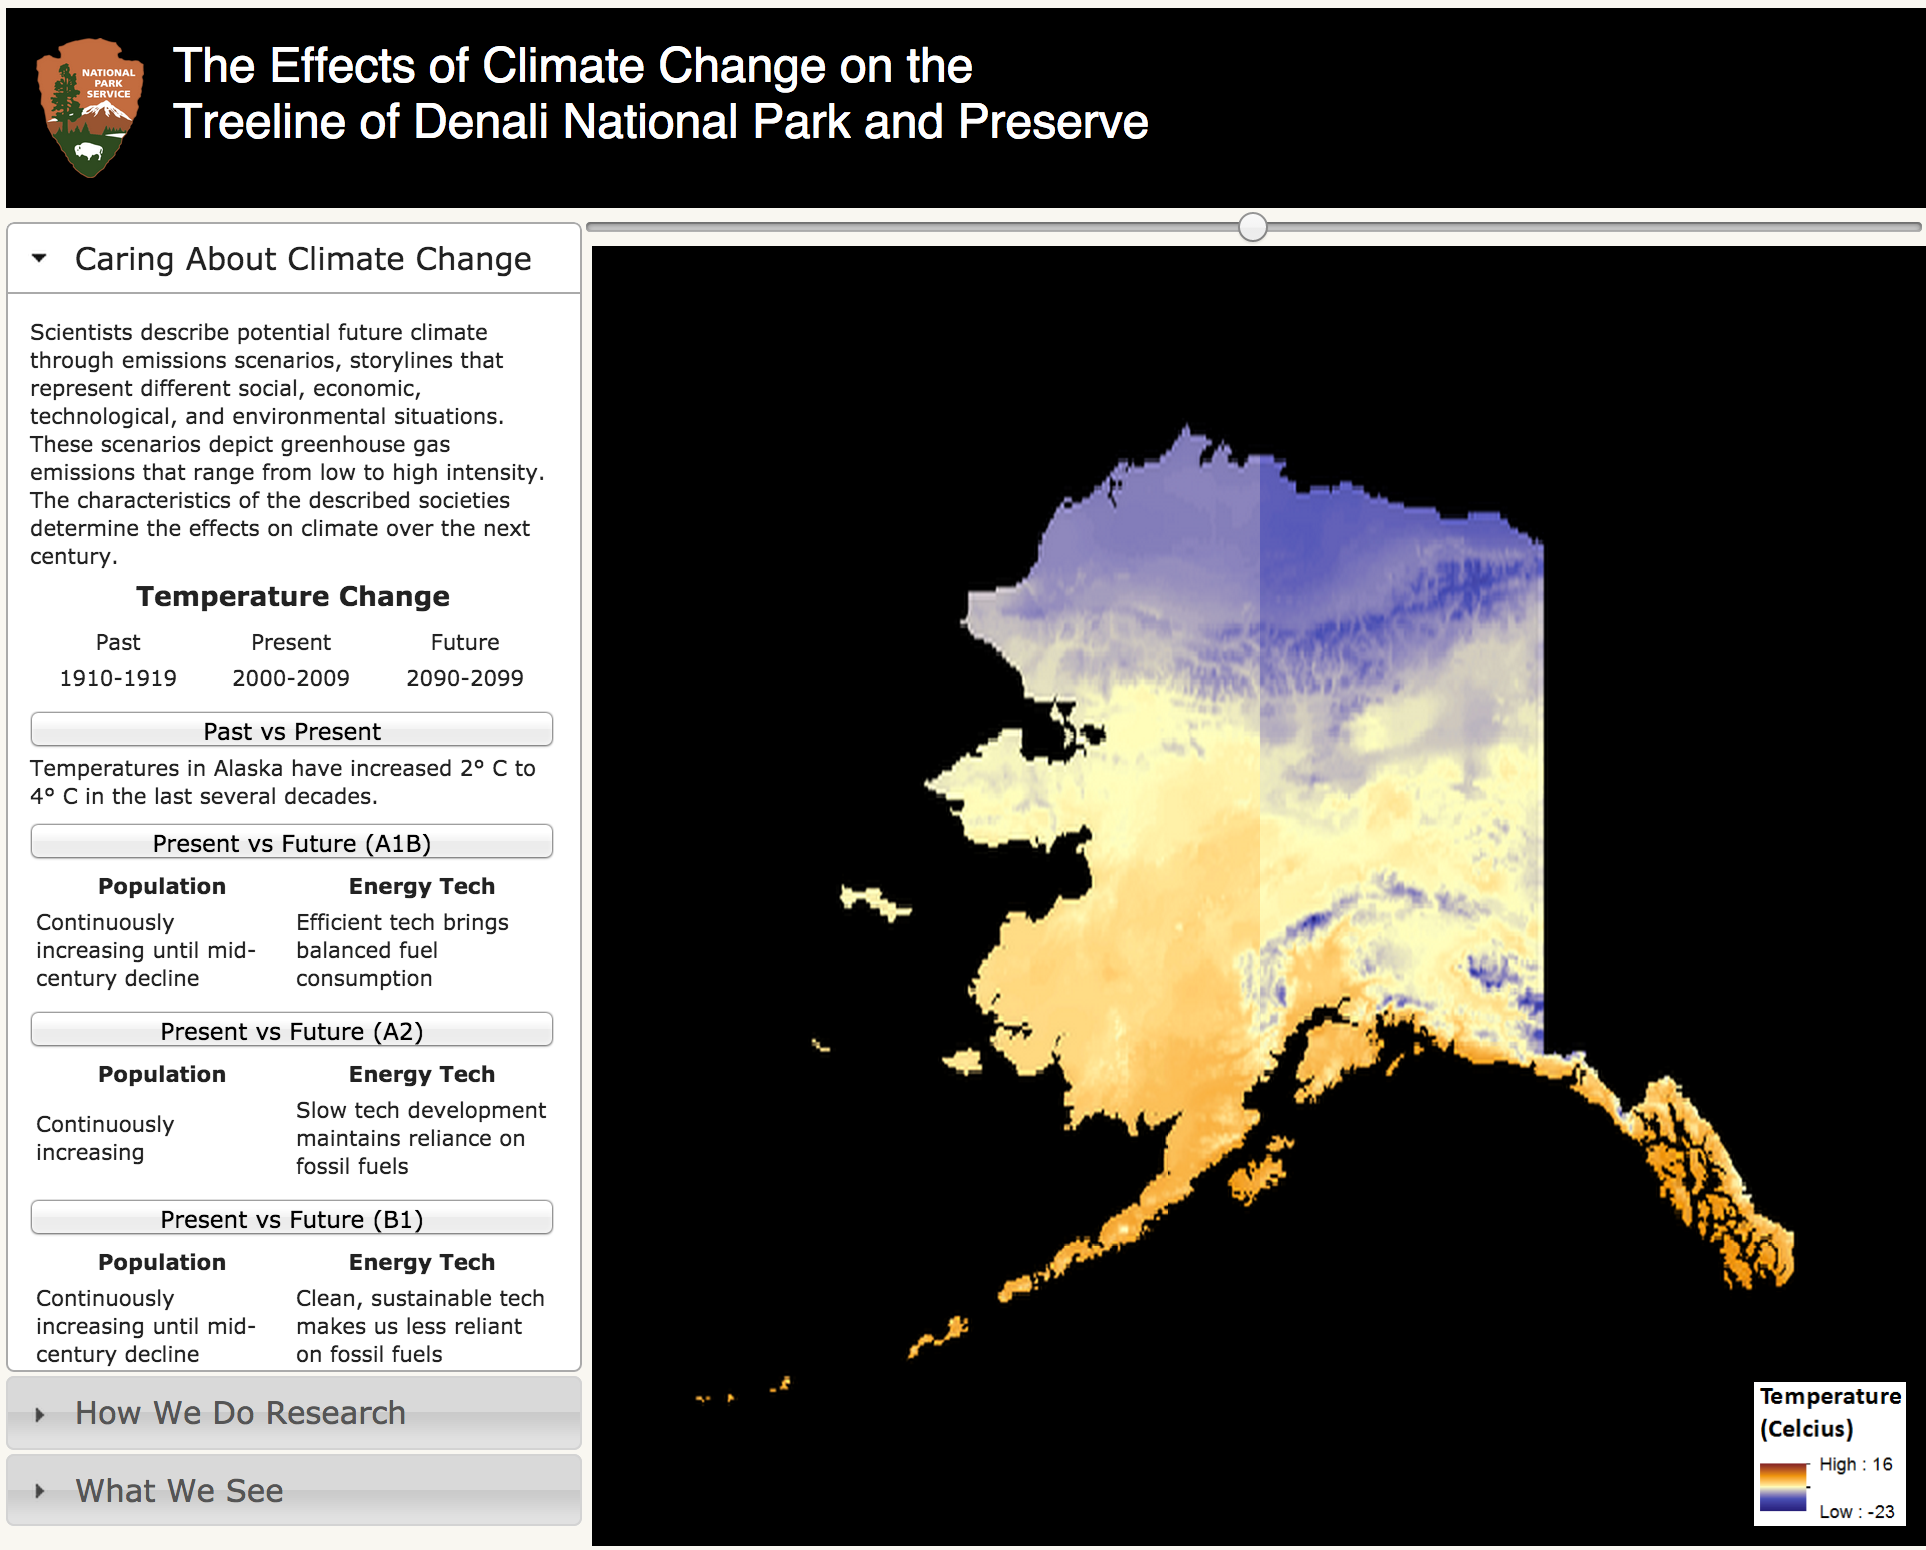 NATIONAL
PARK
SERVICE
The Effects of Climate Change on the
Treeline of Denali National Park and Preserve
Caring About Climate Change
Scientists describe potential future climate
through emissions scenarios, storylines that
represent different social, economic,
technological, and environmental situations.
These scenarios depict greenhouse gas
emissions that range from low to high intensity.
The characteristics of the described societies
determine the effects on climate over the next
century.
Temperature Change
Past Present Future
1910-1919 2000-2009 2090-2099
Past vs Present
Temperatures in Alaska have increased 2° C to
4° C in the last several decades.
Present vs Future (A1B)
Population Energy Tech
Continuously Efficient tech brings
increasing until mid- balanced fuel
century decline consumption
Present vs Future (A2)
Population Energy Tech
Continuously
increasing
Slow tech development
maintains reliance on
fossil fuels
Present vs Future (B1)
Population Energy Tech
Continuously Clean, sustainable tech
increasing until mid- makes us less reliant
century decline on fossil fuels
How We Do Research
What We See
Temperature
(Celcius)
High : 16
Low : -23